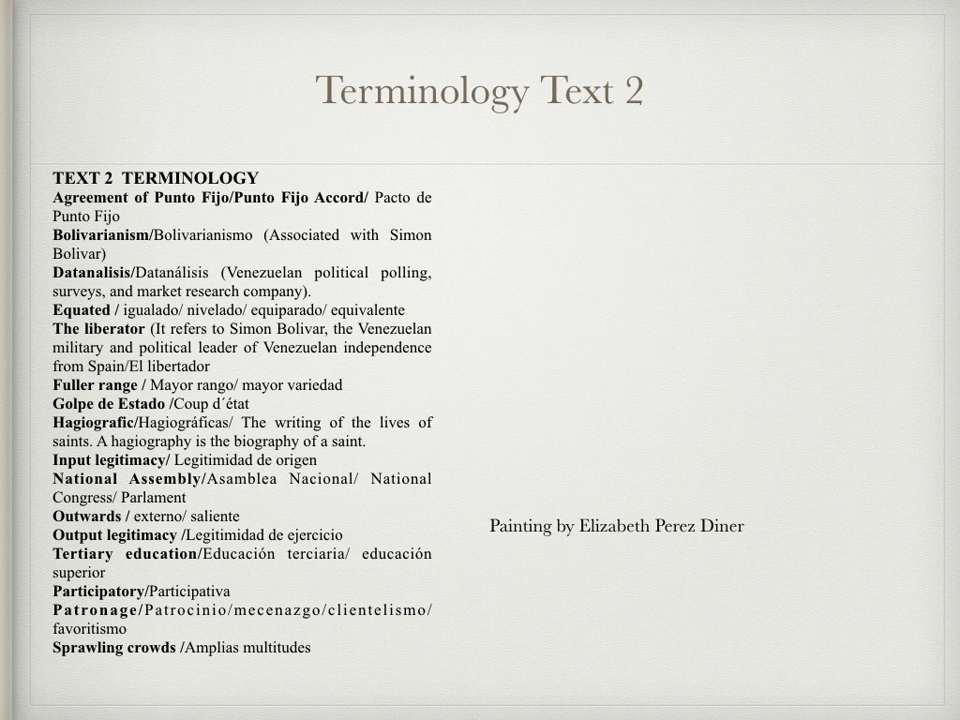 Terminology Text 2
TEXT 2 TERMINOLOGY
Agreement of Punto Fijo/Punto Fijo Accord/ Pacto de
Punto Fijo
Bolivarianism/Bolivarianismo (Associated with Simon
Bolivar)
Datanalisis/Datanálisis (Venezuelan political polling,
surveys, and market research company).
Equated / igualado/ nivelado/ equiparado/ equivalente
The liberator (It refers to Simon Bolivar, the Venezuelan
military and political leader of Venezuelan independence
from Spain/El libertador
Fuller range / Mayor rango/ mayor variedad
Golpe de Estado /Coup d´état
Hagiografic/Hagiográficas/ The writing of the lives of
saints. A hagiography is the biography of a saint.
Input legitimacy/ Legitimidad de origen
National Assembly/Asamblea Nacional/ National
Congress/ Parlament
Outwards / externo/ saliente
Output legitimacy /Legitimidad de ejercicio
Tertiary education/Educación terciaria/ educación
superior
Participatory/Participativa
Patronage/Patrocinio/mecenazgo/clientelismo/
favoritismo
Sprawling crowds /Amplias multitudes
Painting by Elizabeth Perez Diner